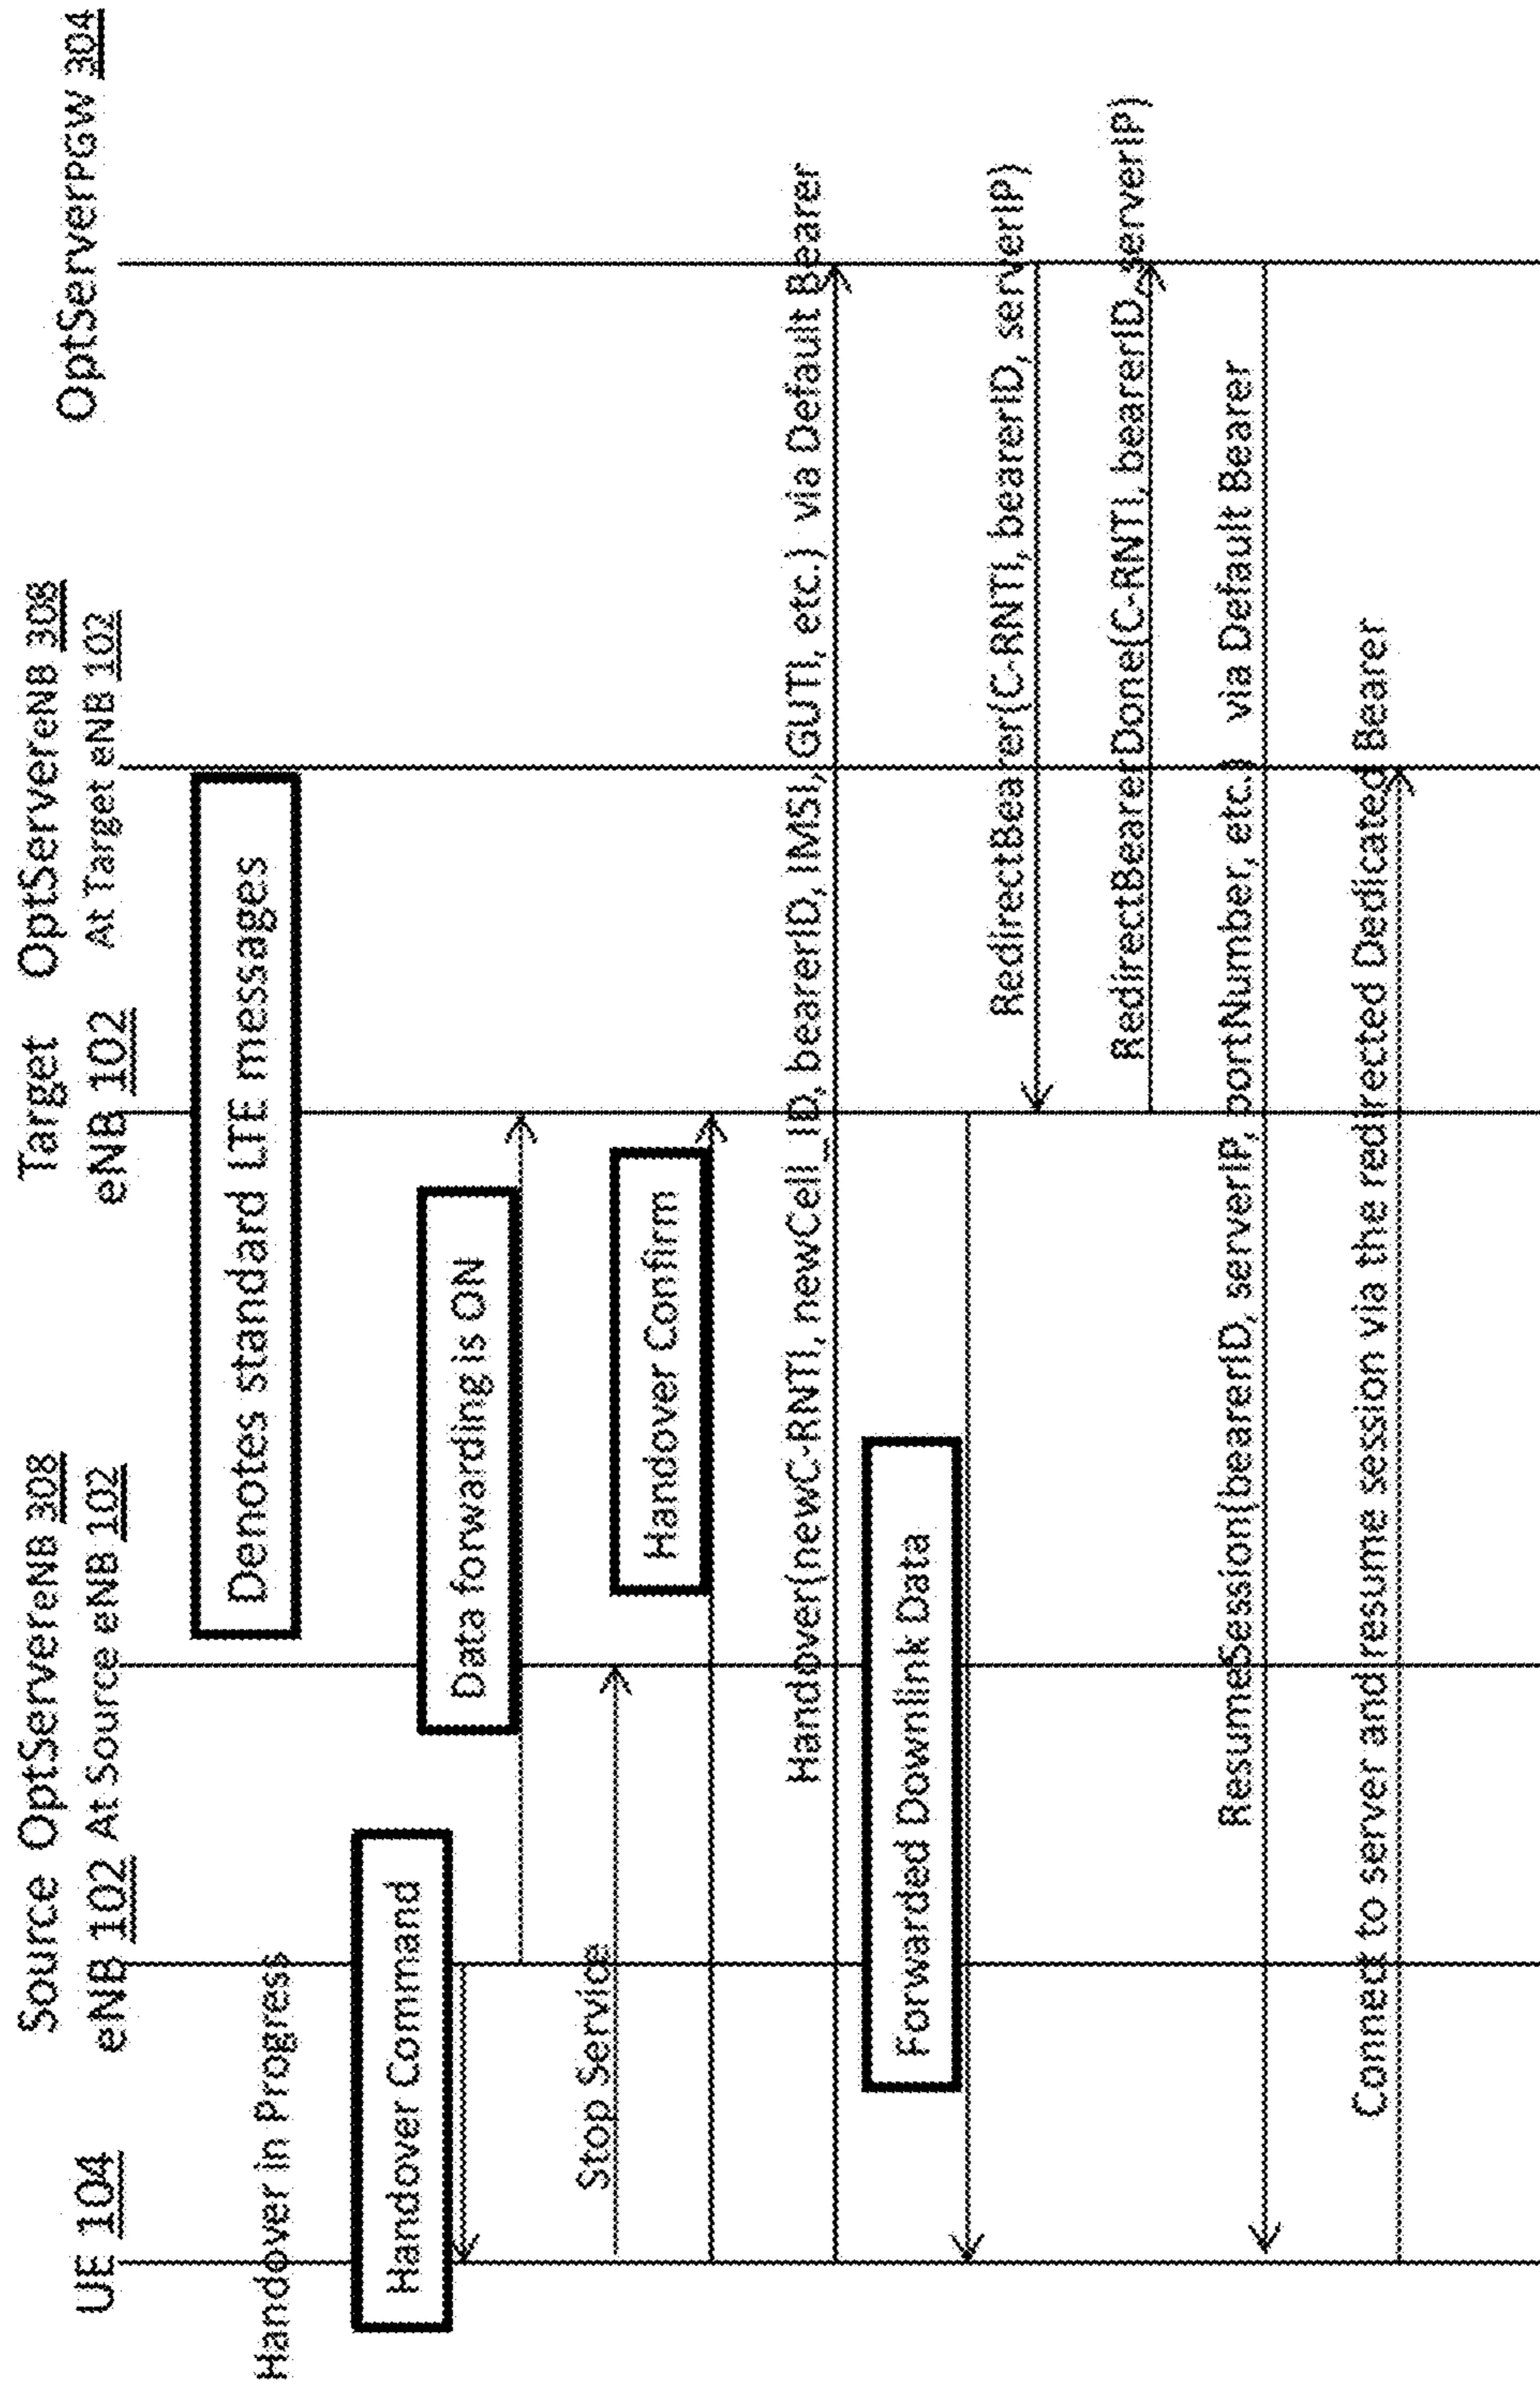 UE 104
Source
eNB 102
OptServereNB 308
At Source eNB 102
Target
eNB 102
OptServereNB 308
At Target eNB 102
OptServerPGW 304
Handover in Progress
Denotes standard LTE messages
Handover Command
Data forwarding is ON
Stop Service
Handover Confirm
Handover(newC-RNTI, newCell_ID, bearerID, IMSI, GUTI, etc.) via Default Bearer
Forwarded Downlink Data
RedirectBearer(C-RNTI, bearerID, serverIP)
RedirectBearerDone(C-RNTI, bearerID, serverIP)
ResumeSession(bearerID, serverIP, portNumber, etc.) via Default Bearer
Connect to server and resume session via the redirected Dedicated Bearer